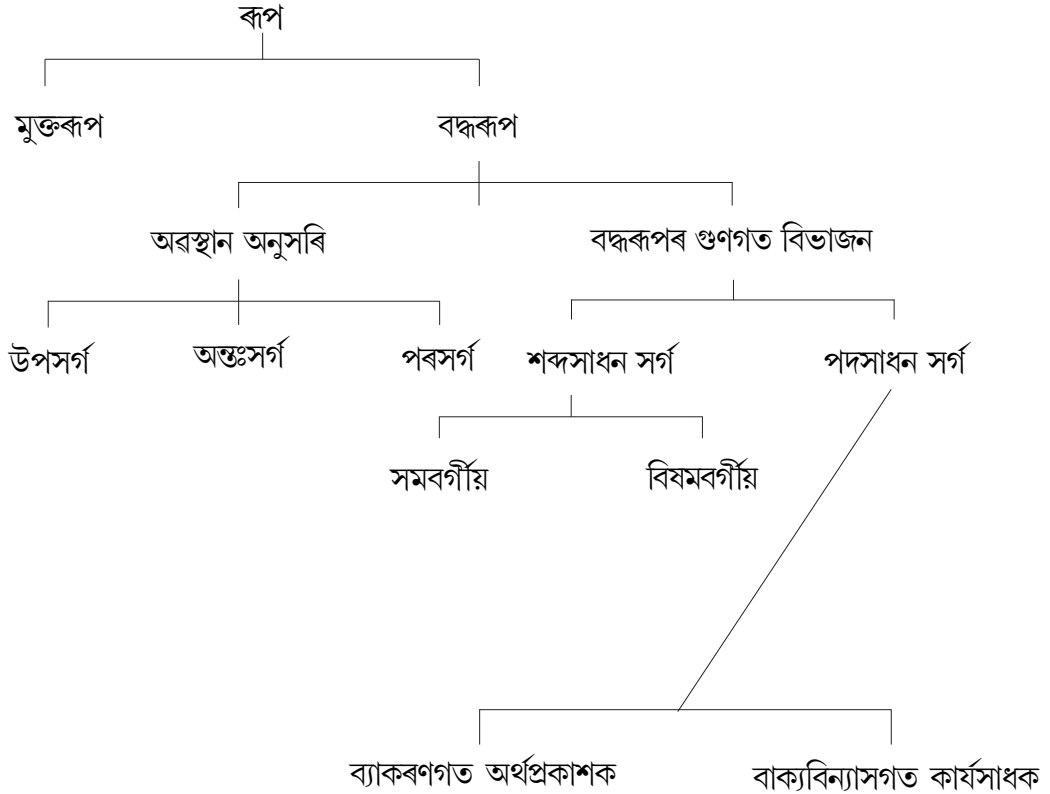 ৰূপ
মুক্তৰূপ বদ্ধৰূপ
অৱস্থান অনুসৰি বদ্ধৰূপৰ গুণগত বিভাজন
উপসৰ্গ অন্তঃসৰ্গ পৰসৰ্গ শব্দসাধন সৰ্গ পদসাধন সৰ্গ
সমবৰ্গীয় বিষমবৰ্গীয়
ব্যাকৰণগত অৰ্থপ্ৰকাশক বাক্যবিন্যাসগত কাৰ্যসাধক